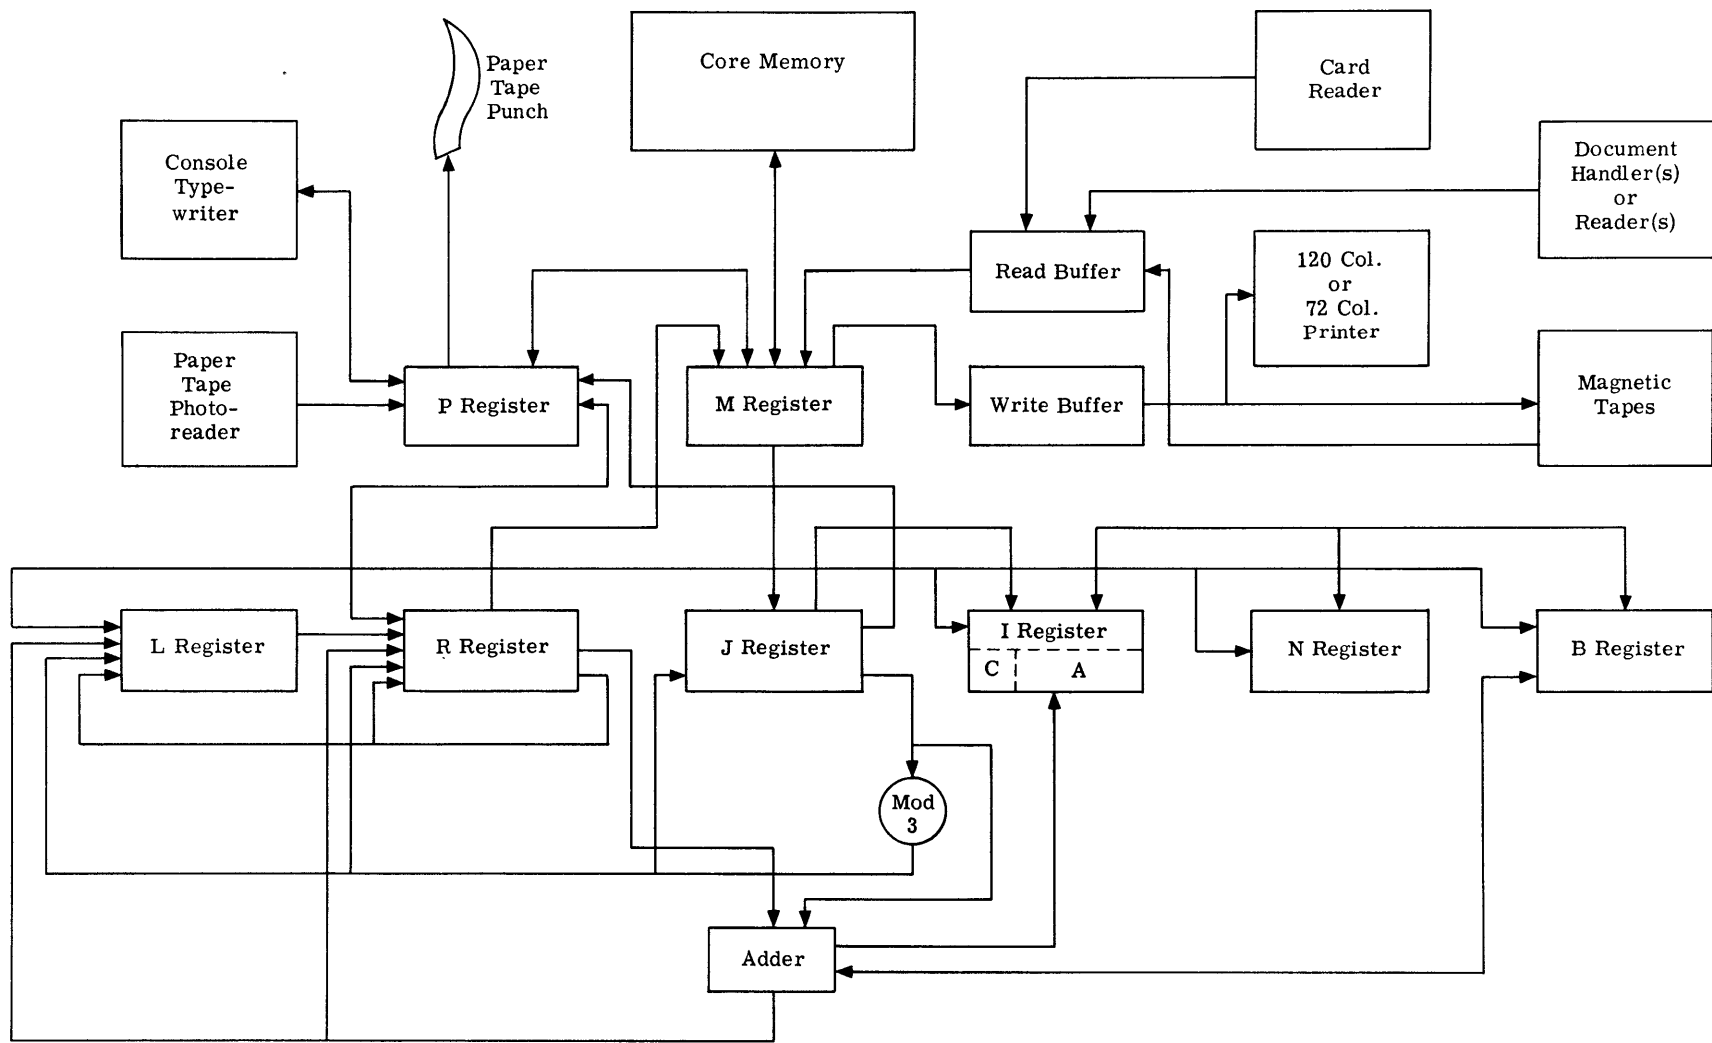 Paper
Tape
Punch
Core Memory
Card
Reader
Console
Type-
writer
Document
Handler(s)
or
Reader(s)
Read Buffer
120 Col.
or
72 Col.
Printer
Paper
Tape
Photo-
reader
P Register
M Register
Write Buffer
Magnetic
Tapes
L Register
R Register
J Register
I Register
C
A
N Register
B Register
Mod
3
Adder